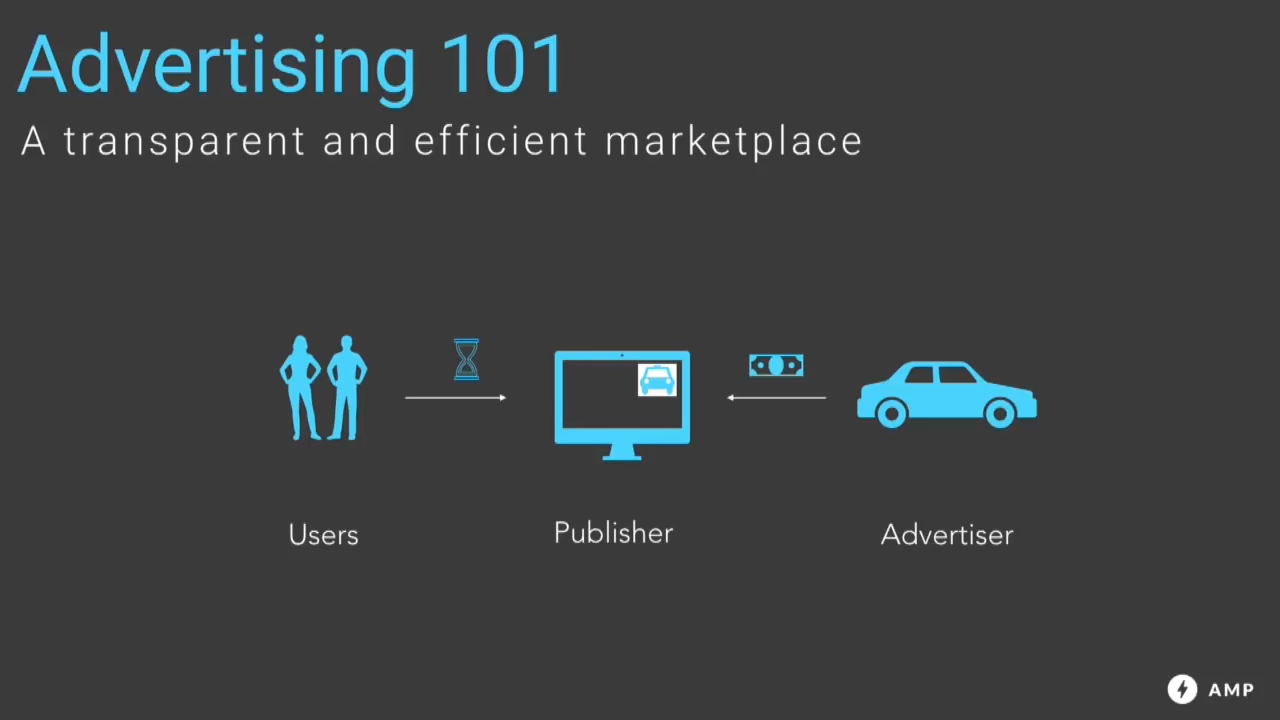 Advertising 101
A transparent and efficient marketplace
Users
Publisher
Advertiser
AMP